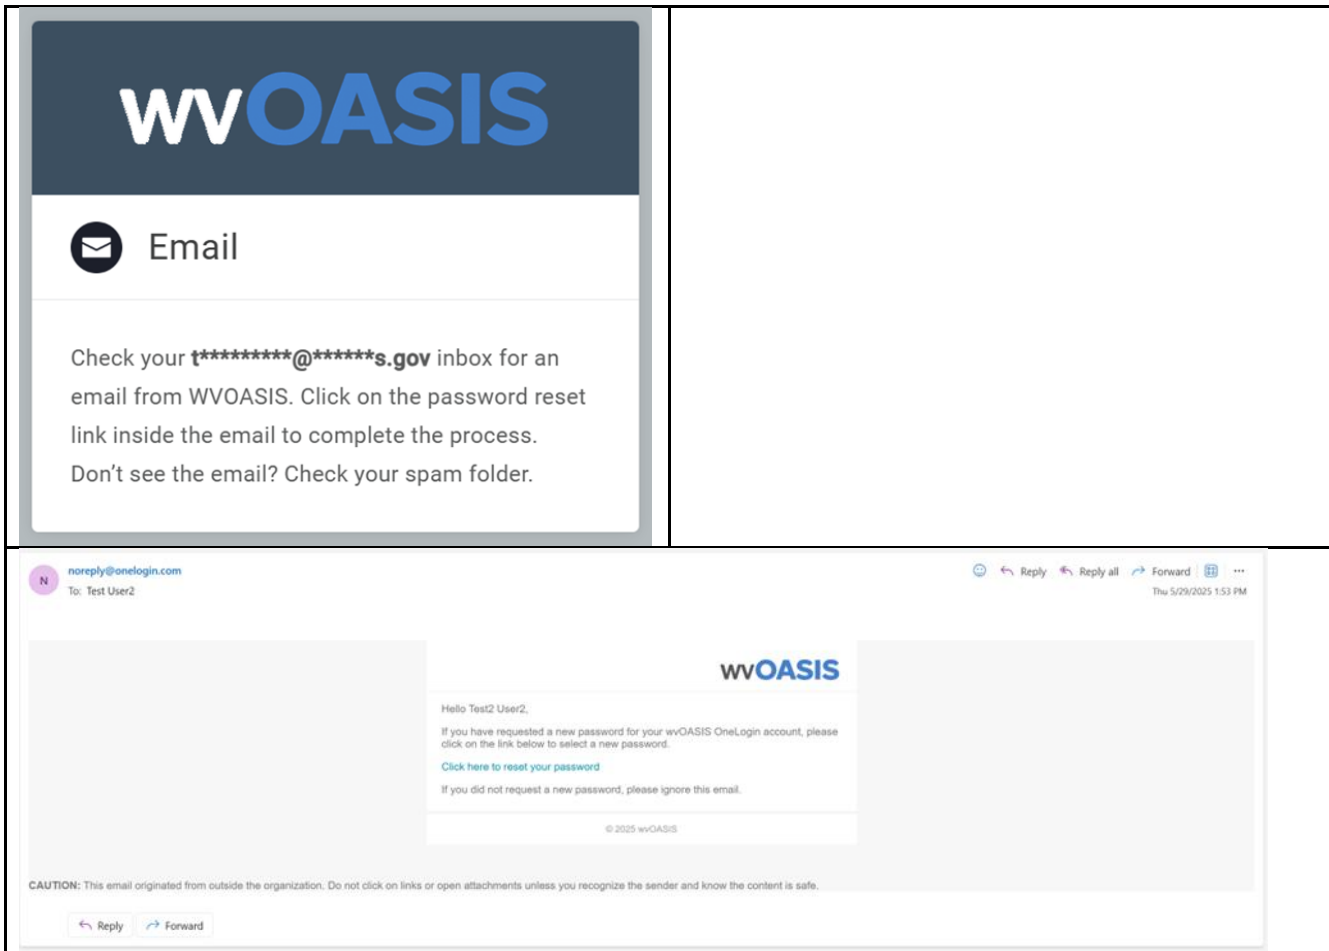 wvOASIS
Email
Check your t*********@******s.gov inbox for an
email from WVOASIS. Click on the password reset
link inside the email to complete the process.
Don’t see the email? Check your spam folder.
N
noreply@onelogin.com
To: Test User2
Reply
Reply all
Forward
Thu 5/29/2025 1:53 PM
wvOASIS
Hello Test2 User2,
If you have requested a new password for your wvOASIS OneLogin account, please
click on the link below to select a new password.
Click here to reset your password
If you did not request a new password, please ignore this email.
© 2025 wvOASIS
CAUTION: This email originated from outside the organization. Do not click on links or open attachments unless you recognize the sender and know the content is safe.
Reply
Forward